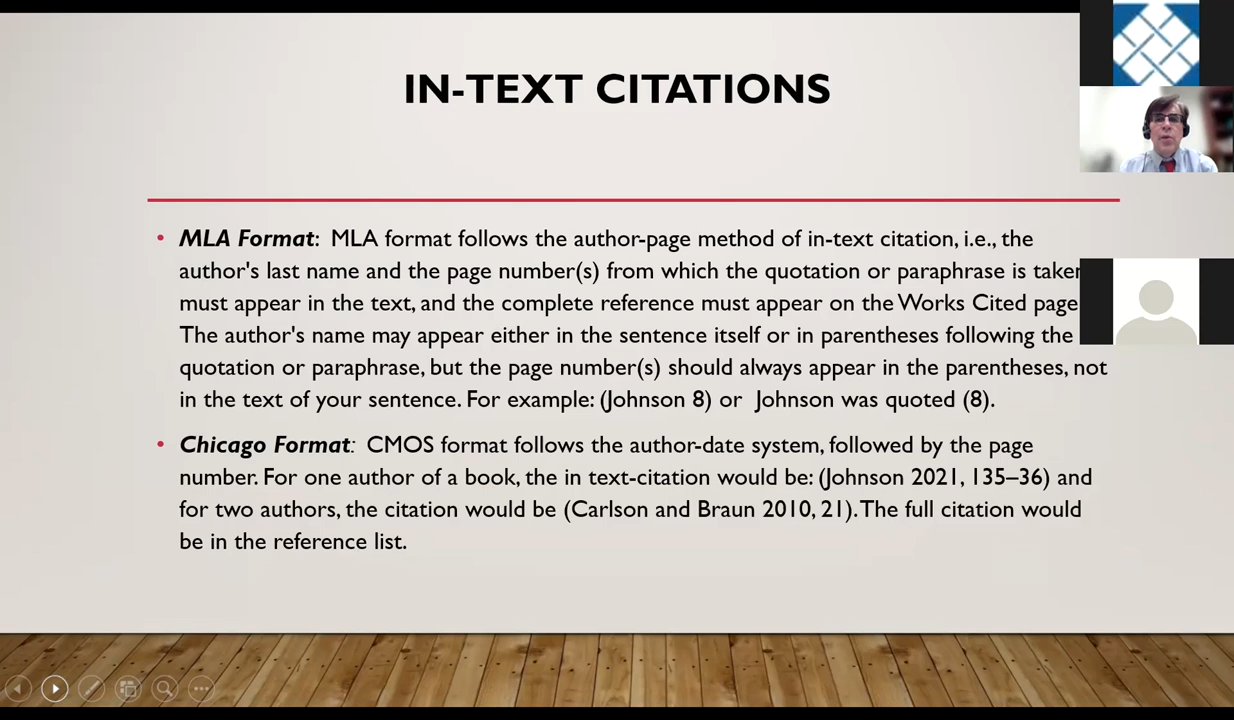 IN-TEXT CITATIONS
• MLA Format: MLA format follows the author-page method of in-text citation, i.e., the
author's last name and the page number(s) from which the quotation or paraphrase is taken
must appear in the text, and the complete reference must appear on the Works Cited page
The author's name may appear either in the sentence itself or in parentheses following the
quotation or paraphrase, but the page number(s) should always appear in the parentheses, not
in the text of your sentence. For example: (Johnson 8) or Johnson was quoted (8).
• Chicago Format: CMOS format follows the author-date system, followed by the page
number. For one author of a book, the in text-citation would be: (Johnson 2021, 135–36) and
for two authors, the citation would be (Carlson and Braun 2010, 21). The full citation would
be in the reference list.